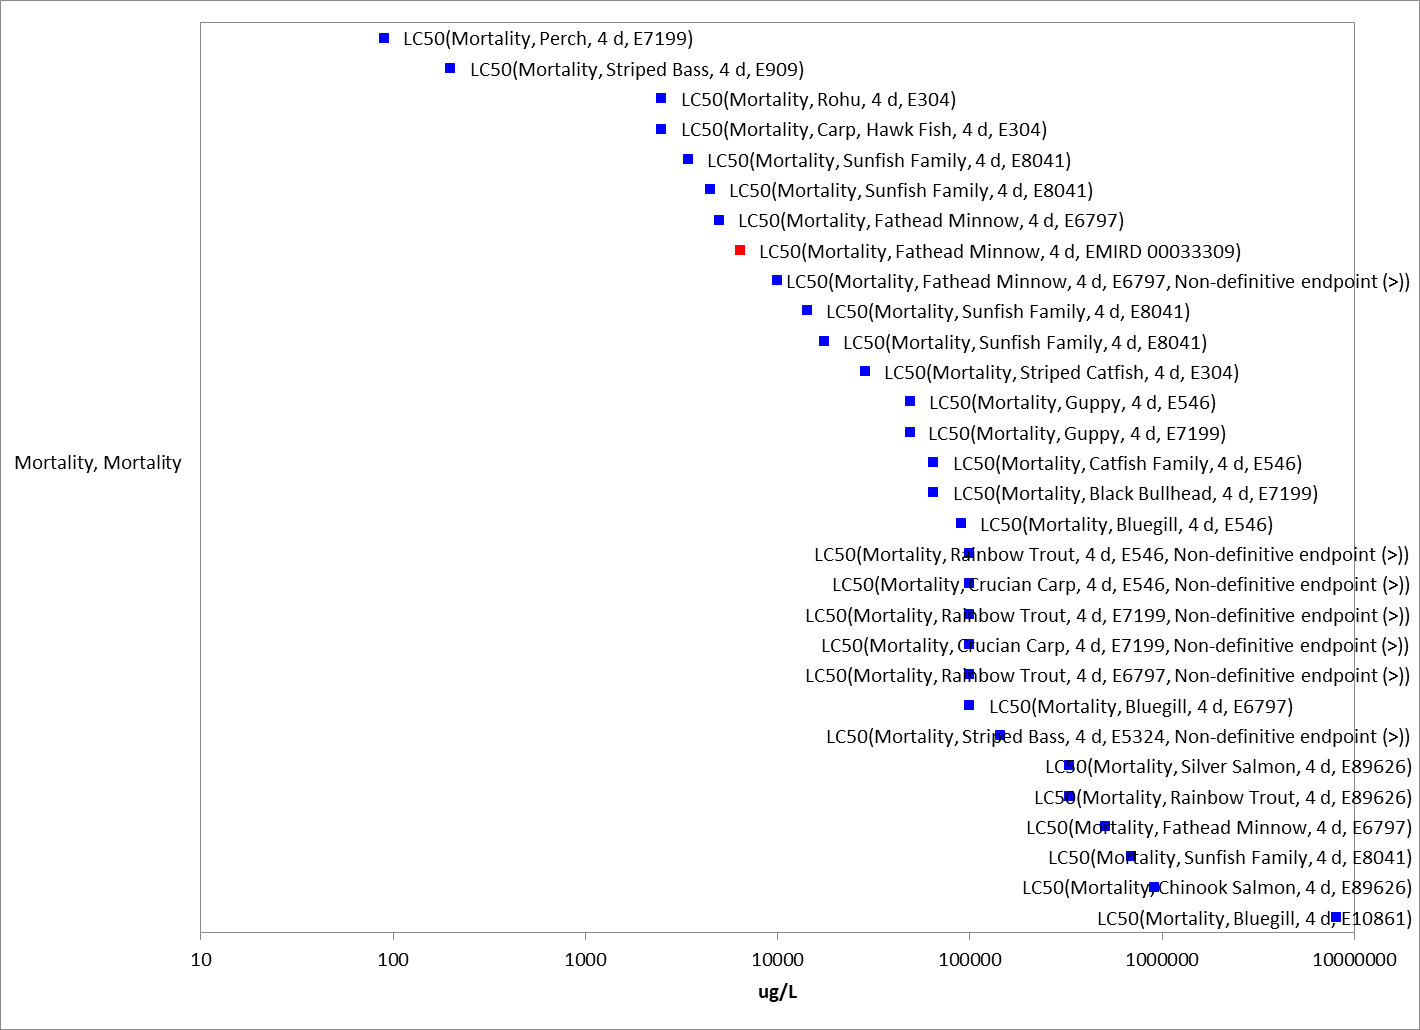 LC50(Mortality, Perch, 4 d, E7199)
LC50(Mortality, Striped Bass, 4 d, E909)
LC50(Mortality, Rohu, 4 d, E304)
LC50(Mortality, Carp, Hawk Fish, 4 d, E304)
LC50(Mortality, Sunfish Family, 4 d, E8041)
LC50(Mortality, Sunfish Family, 4 d, E8041)
LC50(Mortality, Fathead Minnow, 4 d, E6797)
LC50(Mortality, Fathead Minnow, 4 d, EMIRD 00033309)
LC50(Mortality, Fathead Minnow, 4 d, E6797, Non-definitive endpoint (>))
LC50(Mortality, Sunfish Family, 4 d, E8041)
LC50(Mortality, Sunfish Family, 4 d, E8041)
LC50(Mortality, Striped Catfish, 4 d, E304)
LC50(Mortality, Guppy, 4 d, E546)
LC50(Mortality, Guppy, 4 d, E7199)
Mortality, Mortality
LC50(Mortality, Catfish Family, 4 d, E546)
LC50(Mortality, Black Bullhead, 4 d, E7199)
LC50(Mortality, Bluegill, 4 d, E546)
LC50(Mortality, Rainbow Trout, 4 d, E546, Non-definitive endpoint (>))
LC50(Mortality, Crucian Carp, 4 d, E546, Non-definitive endpoint (>))
LC50(Mortality, Rainbow Trout, 4 d, E7199, Non-definitive endpoint (>))
LC50(Mortality, Crucian Carp, 4 d, E7199, Non-definitive endpoint (>))
LC50(Mortality, Rainbow Trout, 4 d, E6797, Non-definitive endpoint (>))
LC50(Mortality, Bluegill, 4 d, E6797)
LC50(Mortality, Striped Bass, 4 d, E5324, Non-definitive endpoint (>))
LC50(Mortality, Silver Salmon, 4 d, E89626)
LC50(Mortality, Rainbow Trout, 4 d, E89626)
LC50(Mortality, Fathead Minnow, 4 d, E6797)
LC50(Mortality, Sunfish Family, 4 d, E8041)
LC50(Mortality, Chinook Salmon, 4 d, E89626)
LC50(Mortality, Bluegill, 4 d, E10861)
10 100 1000 10000 100000 1000000 10000000
ug/L